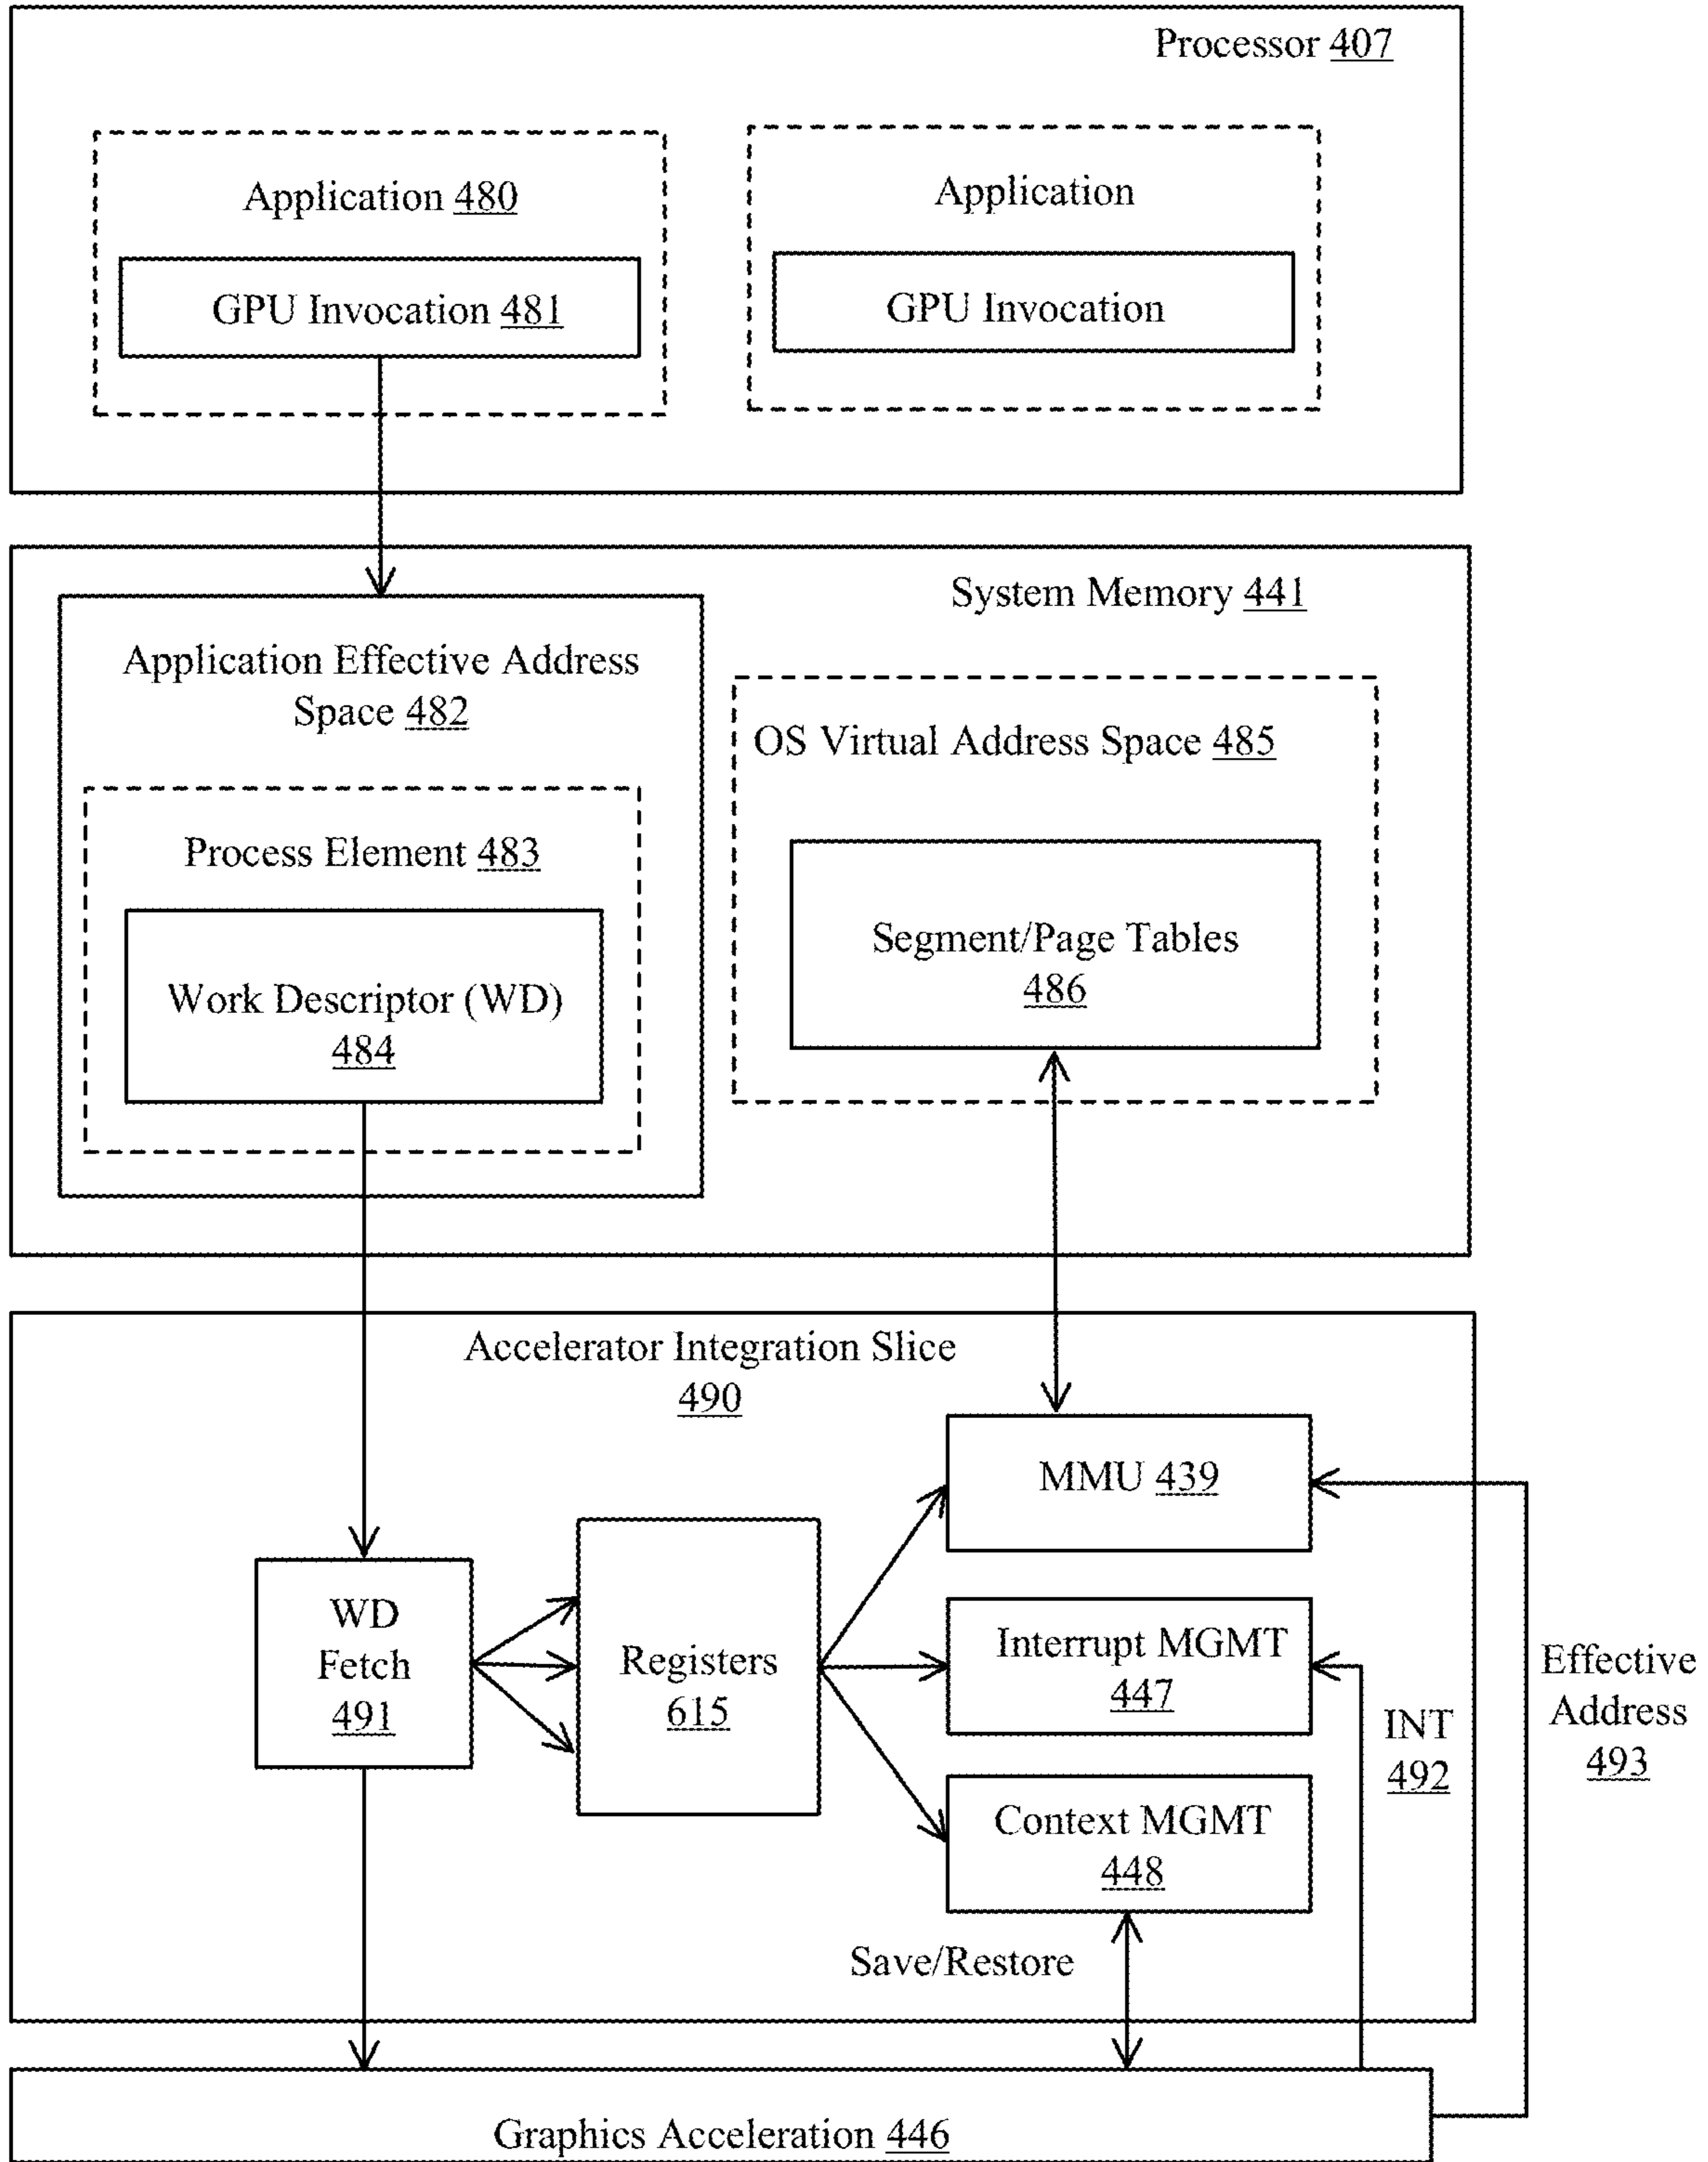 Processor 407
Application 480
GPU Invocation 481
Application
GPU Invocation
System Memory 441
Application Effective Address
Space 482
Process Element 483
Work Descriptor (WD)
484
OS Virtual Address Space 485
Segment/Page Tables
486
Accelerator Integration Slice
490
WD
Fetch
491
Registers
615
MMU 439
Interrupt MGMT
447
Context MGMT
448
Save/Restore
INT
492
Effective
Address
493
Graphics Acceleration 446